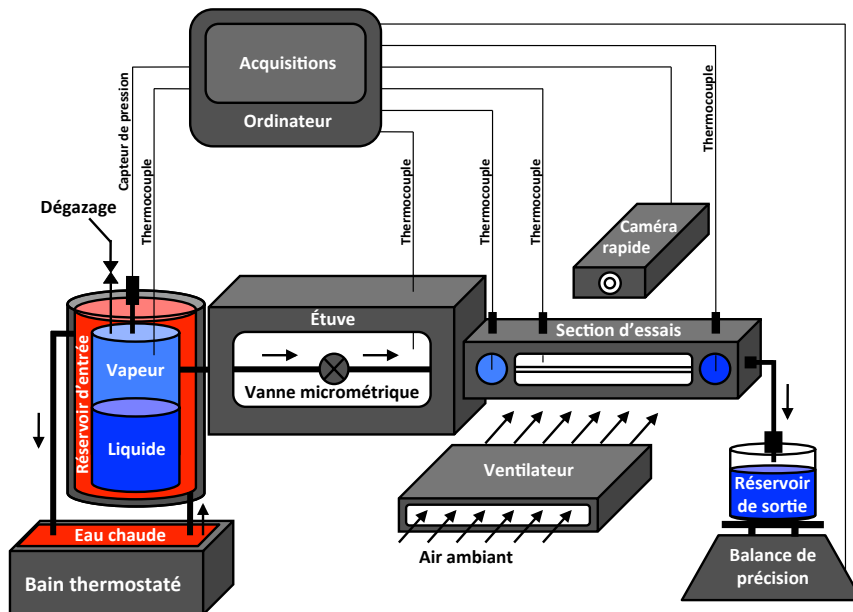 Acquisitions
Ordinateur
Capteur de pression
Thermocouple
Thermocouple
Thermocouple
Thermocouple
Thermocouple
Dégazage
Caméra
rapide
Étuve
Section d'essais
Réservoir d'entrée
Vapeur
Vanne micrométrique
Liquide
Ventilateur
Réservoir
de sortie
Eau chaude
Air ambiant
Bain thermostaté
Balance de
précision